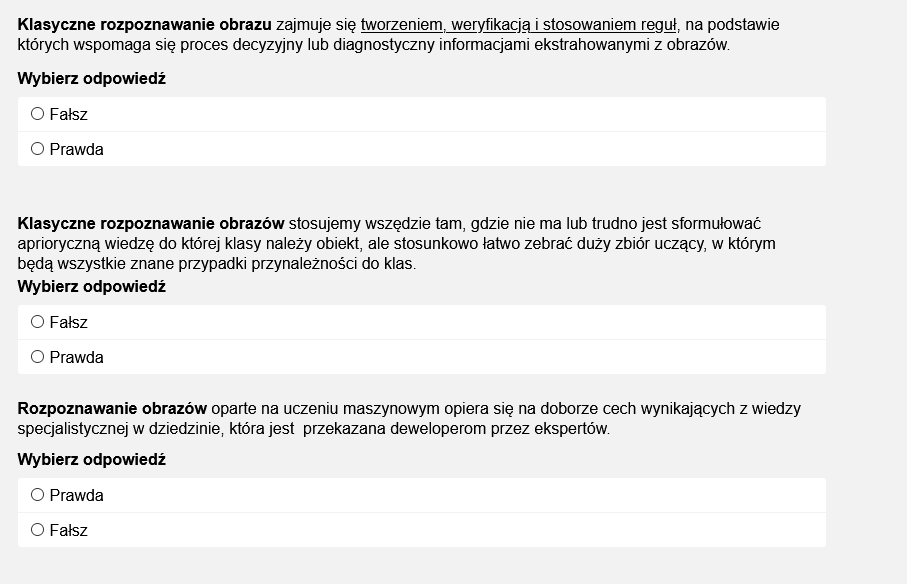 Klasyczne rozpoznawanie obrazu zajmuje się tworzeniem, weryfikacją i stosowaniem reguł, na podstawie
których wspomaga się proces decyzyjny lub diagnostyczny informacjami ekstrahowanymi z obrazów.
Wybierz odpowiedź
Fałsz
Prawda
Klasyczne rozpoznawanie obrazów stosujemy wszędzie tam, gdzie nie ma lub trudno jest sformułować
aprioryczną wiedzę do której klasy należy obiekt, ale stosunkowo łatwo zebrać duży zbiór uczący, w którym
będą wszystkie znane przypadki przynależności do klas.
Wybierz odpowiedź
Fałsz
Prawda
Rozpoznawanie obrazów oparte na uczeniu maszynowym opiera się na doborze cech wynikających z wiedzy
specjalistycznej w dziedzinie, która jest  przekazana deweloperom przez ekspertów.
Wybierz odpowiedź
Prawda
Fałsz